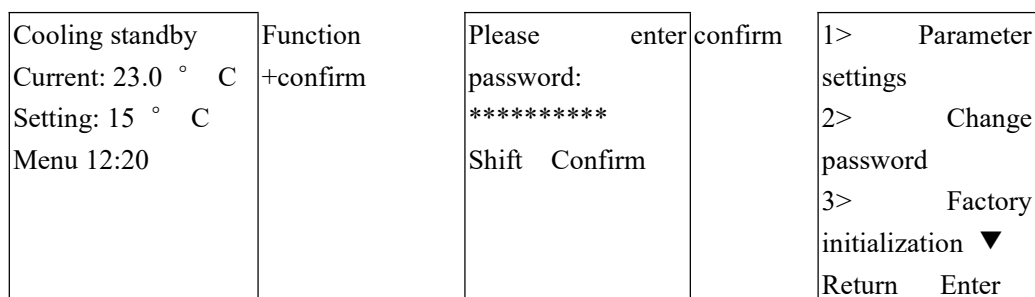 Cooling standby
Current: 23.0 ° C
Setting: 15 ° C
Menu 12:20
Function
+confirm
Please enter
password:
**********
Shift Confirm
confirm
1> Parameter
settings
2> Change
password
3> Factory
initialization ▼
Return Enter